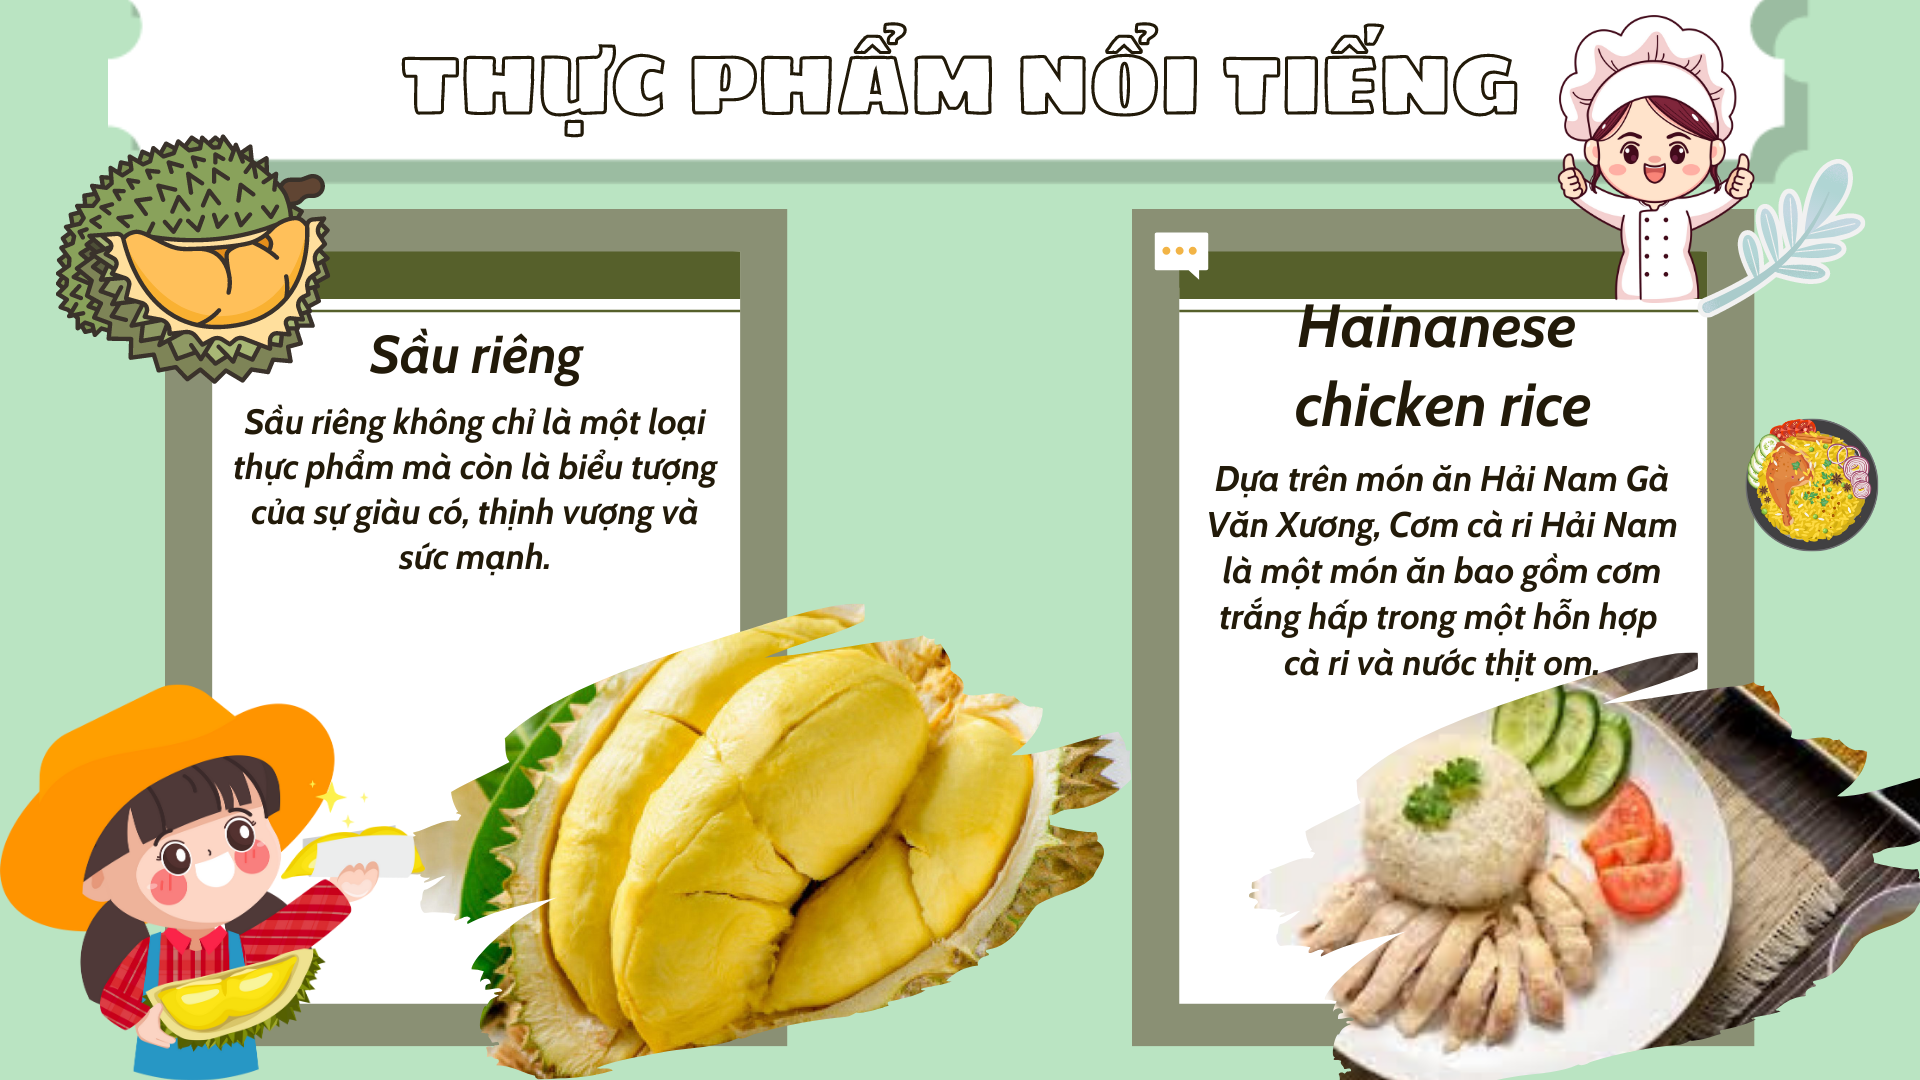 THỰC PHẨM NỔI TIẾNG
Sầu riêng
Sầu riêng không chỉ là một loại
thực phẩm mà còn là biểu tượng
của sự giàu có, thịnh vượng và
sức mạnh.
Hainanese
chicken rice
Dựa trên món ăn Hải Nam Gà
Văn Xương, Cơm cà ri Hải Nam
là một món ăn bao gồm cơm
trắng hấp trong một hỗn hợp
cà ri và nước thịt om.